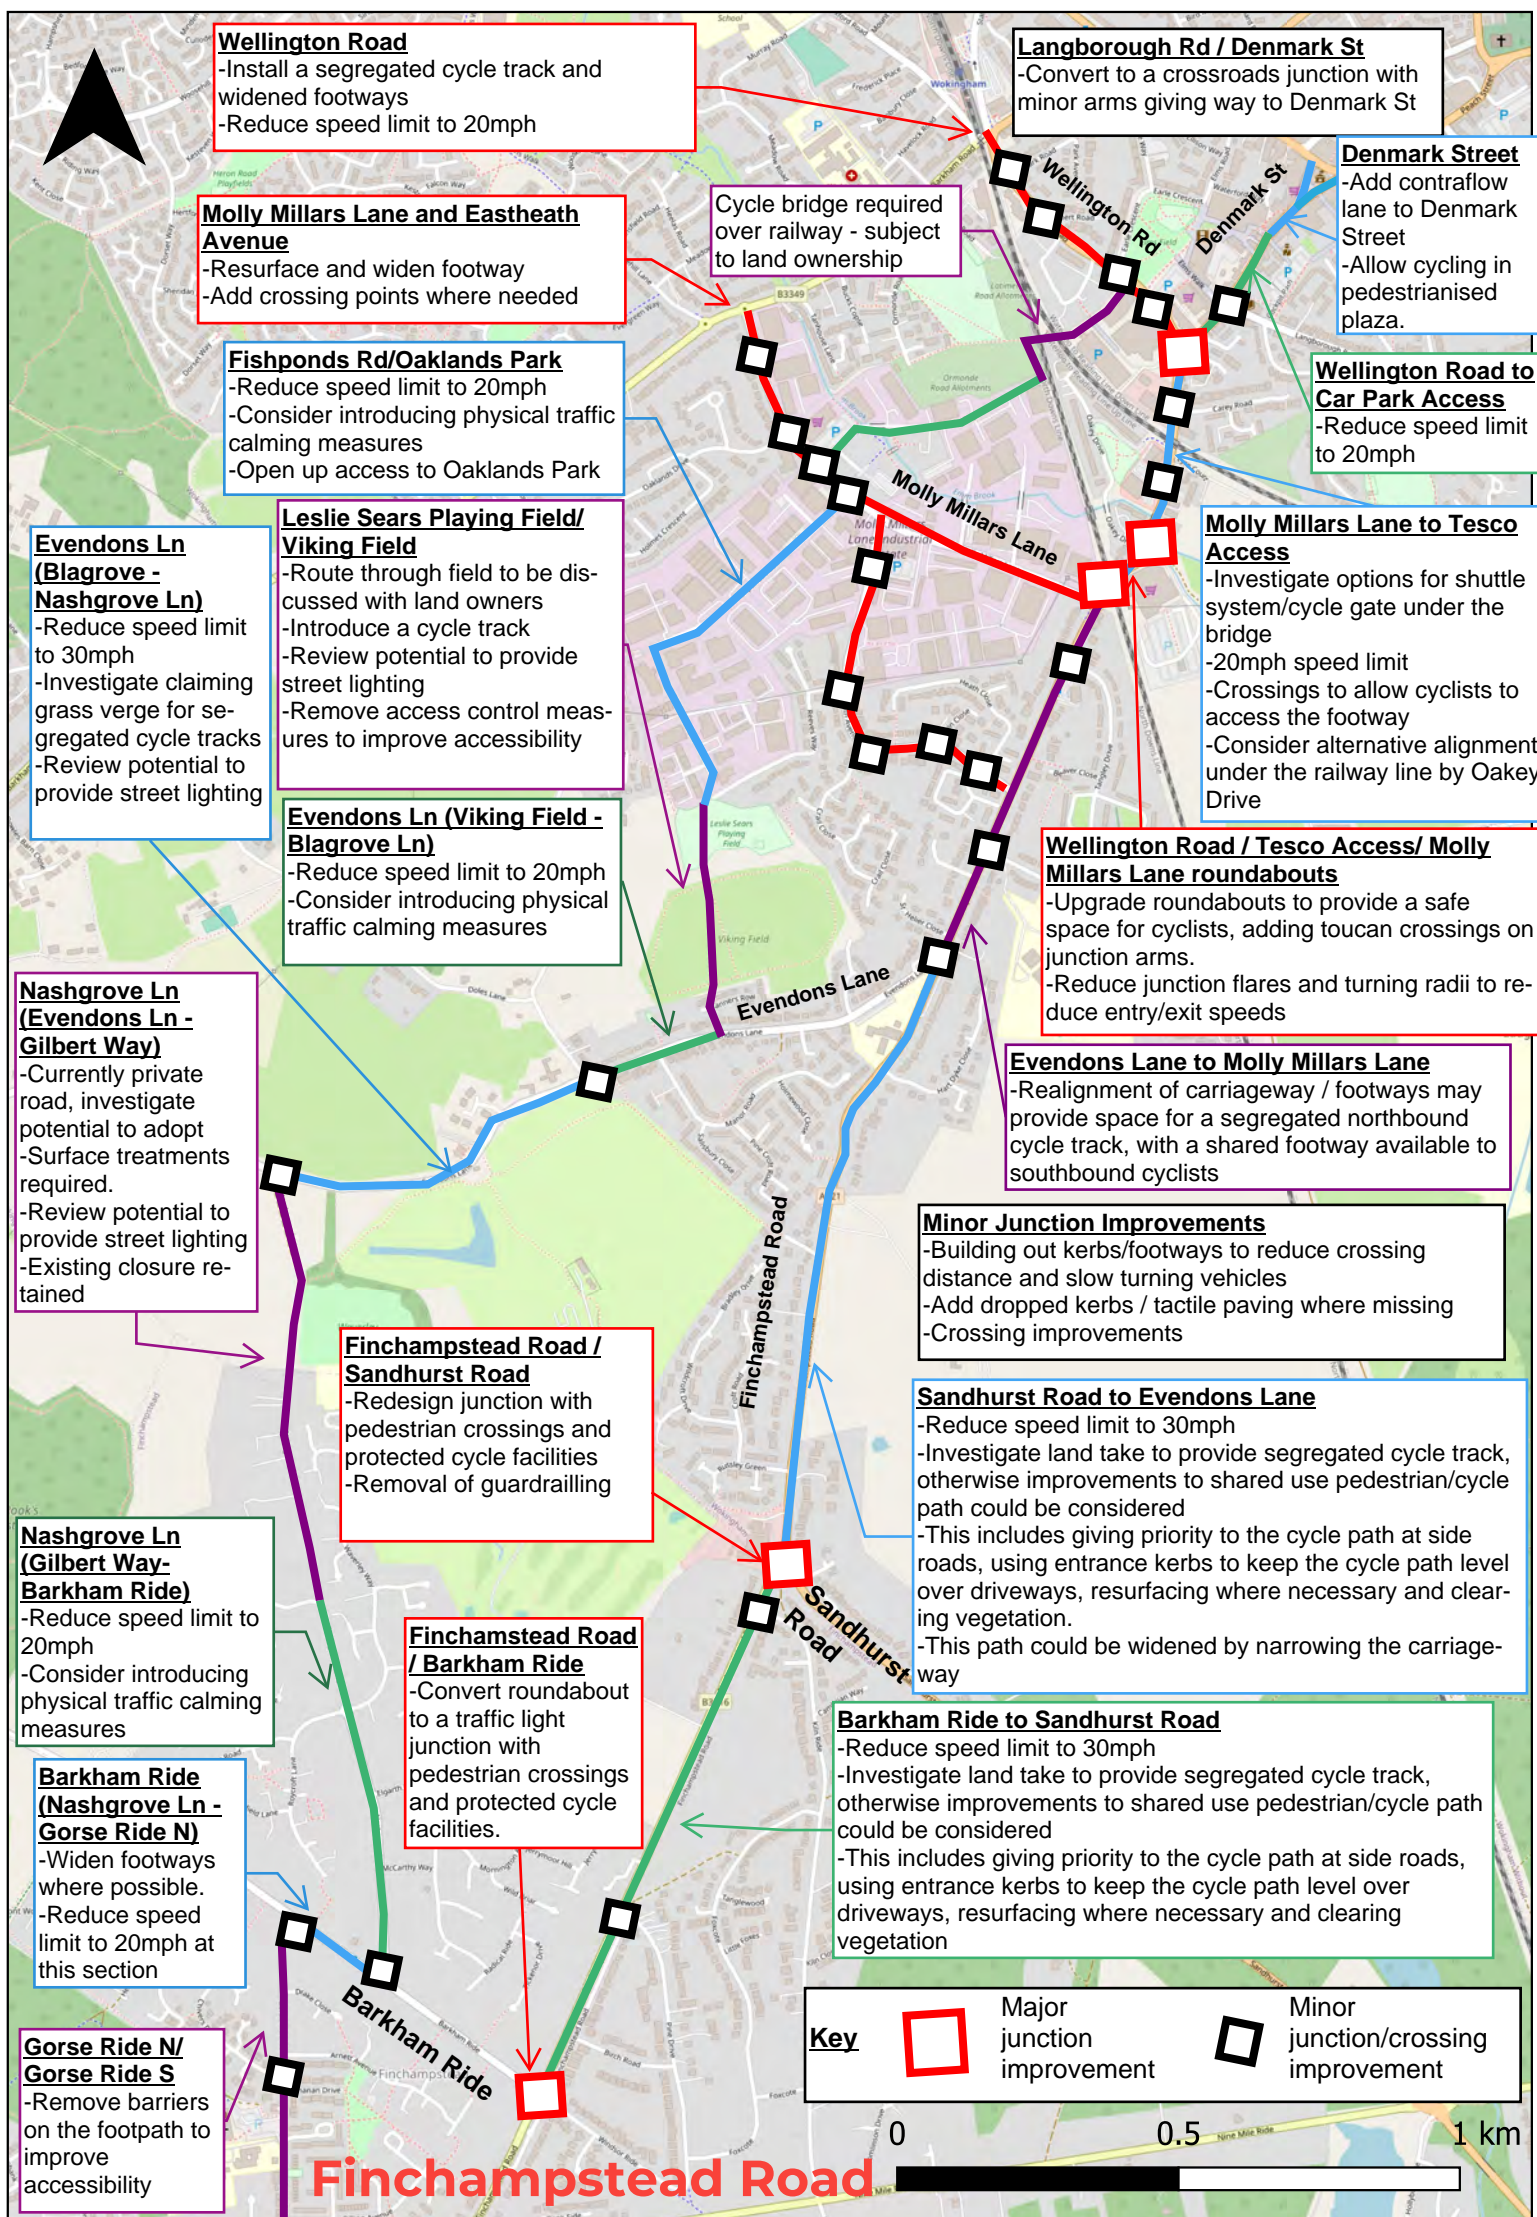 Wellington Road
-Install a segregated cycle track and
widened footways
-Reduce speed limit to 20mph
Langborough Rd / Denmark St
-Convert to a crossroads junction with
minor arms giving way to Denmark St
Denmark Street
-Add contraflow
lane to Denmark
Street
-Allow cycling in
pedestrianised
plaza.
Molly Millars Lane and Eastheath
Avenue
-Resurface and widen footway
-Add crossing points where needed
Cycle bridge required
over railway - subject
to land ownership
Wokingham
Wellington Rd
Denmark St
B3349
Fishponds Rd/Oaklands Park
-Reduce speed limit to 20mph
-Consider introducing physical traffic
calming measures
-Open up access to Oaklands Park
Wellington Road to
Car Park Access
-Reduce speed limit
to 20mph
Ormonde
Road Allotments
Carey Road
Molly Millars Lane
Evendons Ln
(Blagrove -
Nashgrove Ln)
-Reduce speed limit
to 30mph
-Investigate claiming
grass verge for se-
gregated cycle tracks
-Review potential to
provide street lighting
Leslie Sears Playing Field/
Viking Field
-Route through field to be dis-
cussed with land owners
-Introduce a cycle track
-Review potential to provide
street lighting
-Remove access control meas-
ures to improve accessibility
Molly Millars Lane to Tesco
Access
-Investigate options for shuttle
system/cycle gate under the
bridge
-20mph speed limit
-Crossings to allow cyclists to
access the footway
-Consider alternative alignment
under the railway line by Oakey
Drive
Evendons Ln (Viking Field -
Blagrove Ln)
-Reduce speed limit to 20mph
-Consider introducing physical
traffic calming measures
Leslie Sears
Playing
Field
Viking Field
Wellington Road / Tesco Access/ Molly
Millars Lane roundabouts
-Upgrade roundabouts to provide a safe
space for cyclists, adding toucan crossings on
junction arms.
-Reduce junction flares and turning radii to re-
duce entry/exit speeds
Doles Lane
Evendons Lane
Nashgrove Ln
(Evendons Ln -
Gilbert Way)
-Currently private
road, investigate
potential to adopt
-Surface treatments
required.
-Review potential to
provide street lighting
-Existing closure re-
tained
Evendons Lane to Molly Millars Lane
-Realignment of carriageway / footways may
provide space for a segregated northbound
cycle track, with a shared footway available to
southbound cyclists
Finchampstead Road
Minor Junction Improvements
-Building out kerbs/footways to reduce crossing
distance and slow turning vehicles
-Add dropped kerbs / tactile paving where missing
-Crossing improvements
Finchampstead Road /
Sandhurst Road
-Redesign junction with
pedestrian crossings and
protected cycle facilities
-Removal of guardrailling
Sandhurst Road to Evendons Lane
-Reduce speed limit to 30mph
-Investigate land take to provide segregated cycle track,
otherwise improvements to shared use pedestrian/cycle
path could be considered
-This includes giving priority to the cycle path at side
roads, using entrance kerbs to keep the cycle path level
over driveways, resurfacing where necessary and clear-
ing vegetation.
-This path could be widened by narrowing the carriage-
way
Nashgrove Ln
(Gilbert Way-
Barkham Ride)
-Reduce speed limit to
20mph
-Consider introducing
physical traffic calming
measures
Sandhurst
Road
Finchamstead Road
/ Barkham Ride
-Convert roundabout
to a traffic light
junction with
pedestrian crossings
and protected cycle
facilities.
Barkham Ride to Sandhurst Road
-Reduce speed limit to 30mph
-Investigate land take to provide segregated cycle track,
otherwise improvements to shared use pedestrian/cycle path
could be considered
-This includes giving priority to the cycle path at side roads,
using entrance kerbs to keep the cycle path level over
driveways, resurfacing where necessary and clearing
vegetation
Barkham Ride
(Nashgrove Ln -
Gorse Ride N)
-Widen footways
where possible.
-Reduce speed
limit to 20mph at
this section
McCarthy Way
Tanglewood
Barkham Ride
Gorse Ride N/
Gorse Ride S
-Remove barriers
on the footpath to
improve
accessibility
Birch Road
Key
Major
junction
improvement
Minor
junction/crossing
improvement
Nine Mile Ride
0 0.5 1 km
Finchampstead Road